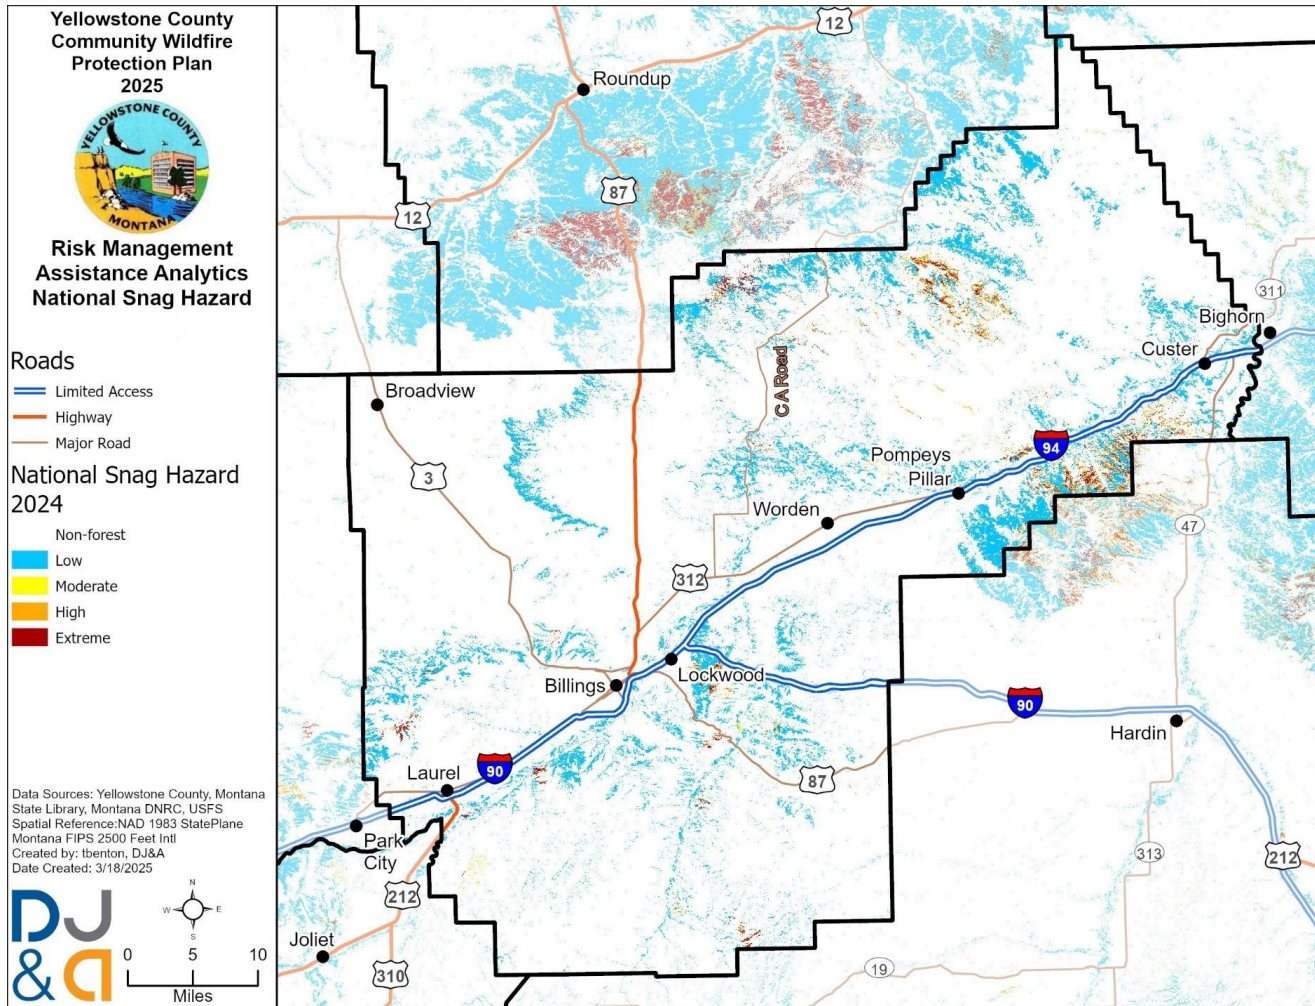 Yellowstone County
Community Wildfire
Protection Plan
2025
YELLOWSTONE COUNTY
MONTANA
Risk Management
Assistance Analytics
National Snag Hazard
Roads
Limited Access
Highway
Major Road
National Snag Hazard
2024
Non-forest
Low
Moderate
High
Extreme
Data Sources: Yellowstone County, Montana
State Library, Montana DNRC, USFS
Spatial Reference:NAD 1983 StatePlane
Montana FIPS 2500 Feet Intl
Created by: tbenton, DJ&A
Date Created: 3/18/2025
DJ
&a
N
W E
S
0 5 10
Miles
12
Roundup
87
12
311
Bighorn
Custer
C A Road
Broadview
94
3
Pompeys
Pillar
Worden
47
312
Billings
Lockwood
90
Hardin
90
87
Laurel
Park
City
313
212
212
Joliet
310
19